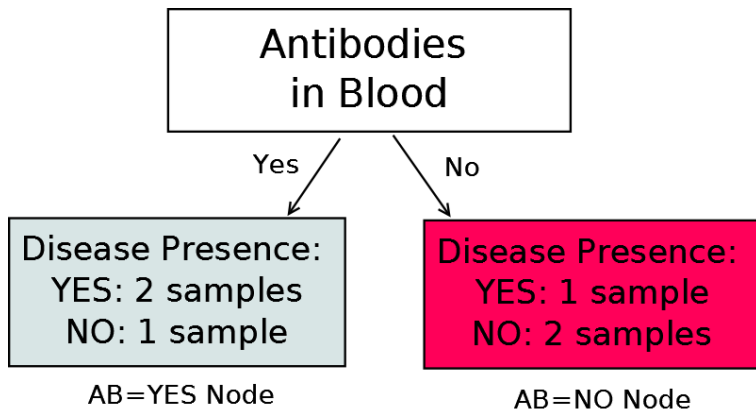 Antibodies
in Blood
Yes
No
Disease Presence:
YES: 2 samples
NO: 1 sample
Disease Presence:
YES: 1 sample
NO: 2 samples
AB=YES Node
AB=NO Node